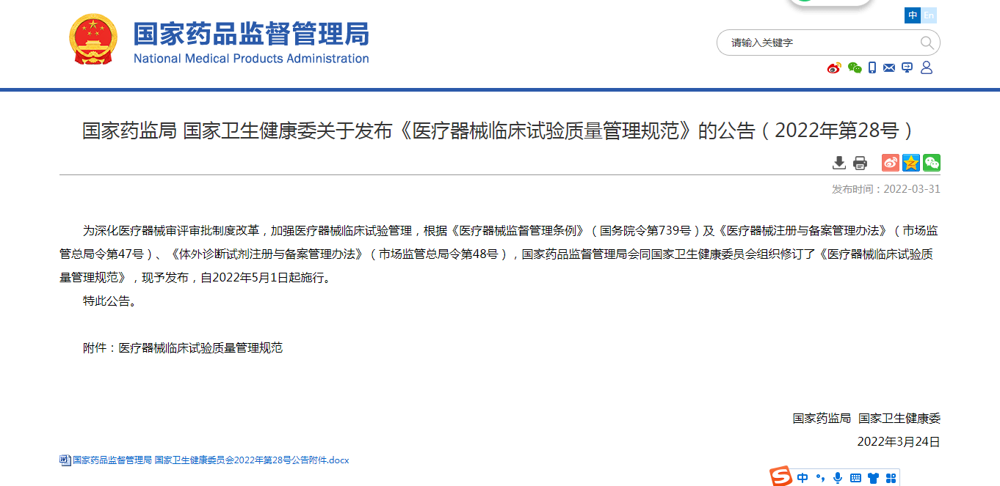 中 En
国家药品监督管理局
National Medical Products Administration
请输入关键字
国家药监局 国家卫生健康委关于发布《医疗器械临床试验质量管理规范》的公告（2022年第28号）
发布时间：2022-03-31
为深化医疗器械审评审批制度改革，加强医疗器械临床试验管理，根据《医疗器械监督管理条例》（国务院令第739号）及《医疗器械注册与备案管理办法》（市场监
管总局令第47号）、《体外诊断试剂注册与备案管理办法》（市场监管总局令第48号），国家药品监督管理局会同国家卫生健康委员会组织修订了《医疗器械临床试验质
量管理规范》，现予发布，自2022年5月1日起施行。
特此公告。
附件：医疗器械临床试验质量管理规范
国家药监局 国家卫生健康委
2022年3月24日
国家药品监督管理局 国家卫生健康委员会2022年第28号公告附件.docx
中